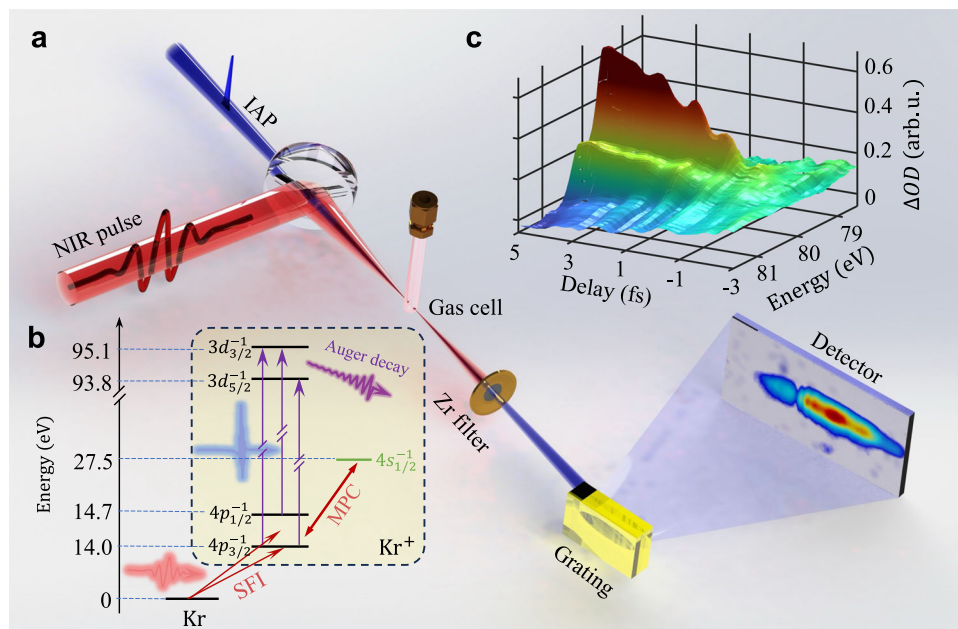 a
IAP
NIR pulse
Gas cell
Zr filter
Grating
Detector
b
Energy (eV)
95.1
93.8
27.5
14.7
14.0
0
3d₃/₂⁻¹
3d₅/₂⁻¹
Auger decay
4s₁/₂⁻¹
4p₁/₂⁻¹
4p₃/₂⁻¹
MPC
Kr⁺
SFI
Kr
c
0.6
0.4
0.2
0
ΔOD (arb.u.)
5
3
1
-1
-3
Delay (fs)
81
80
79
Energy (eV)